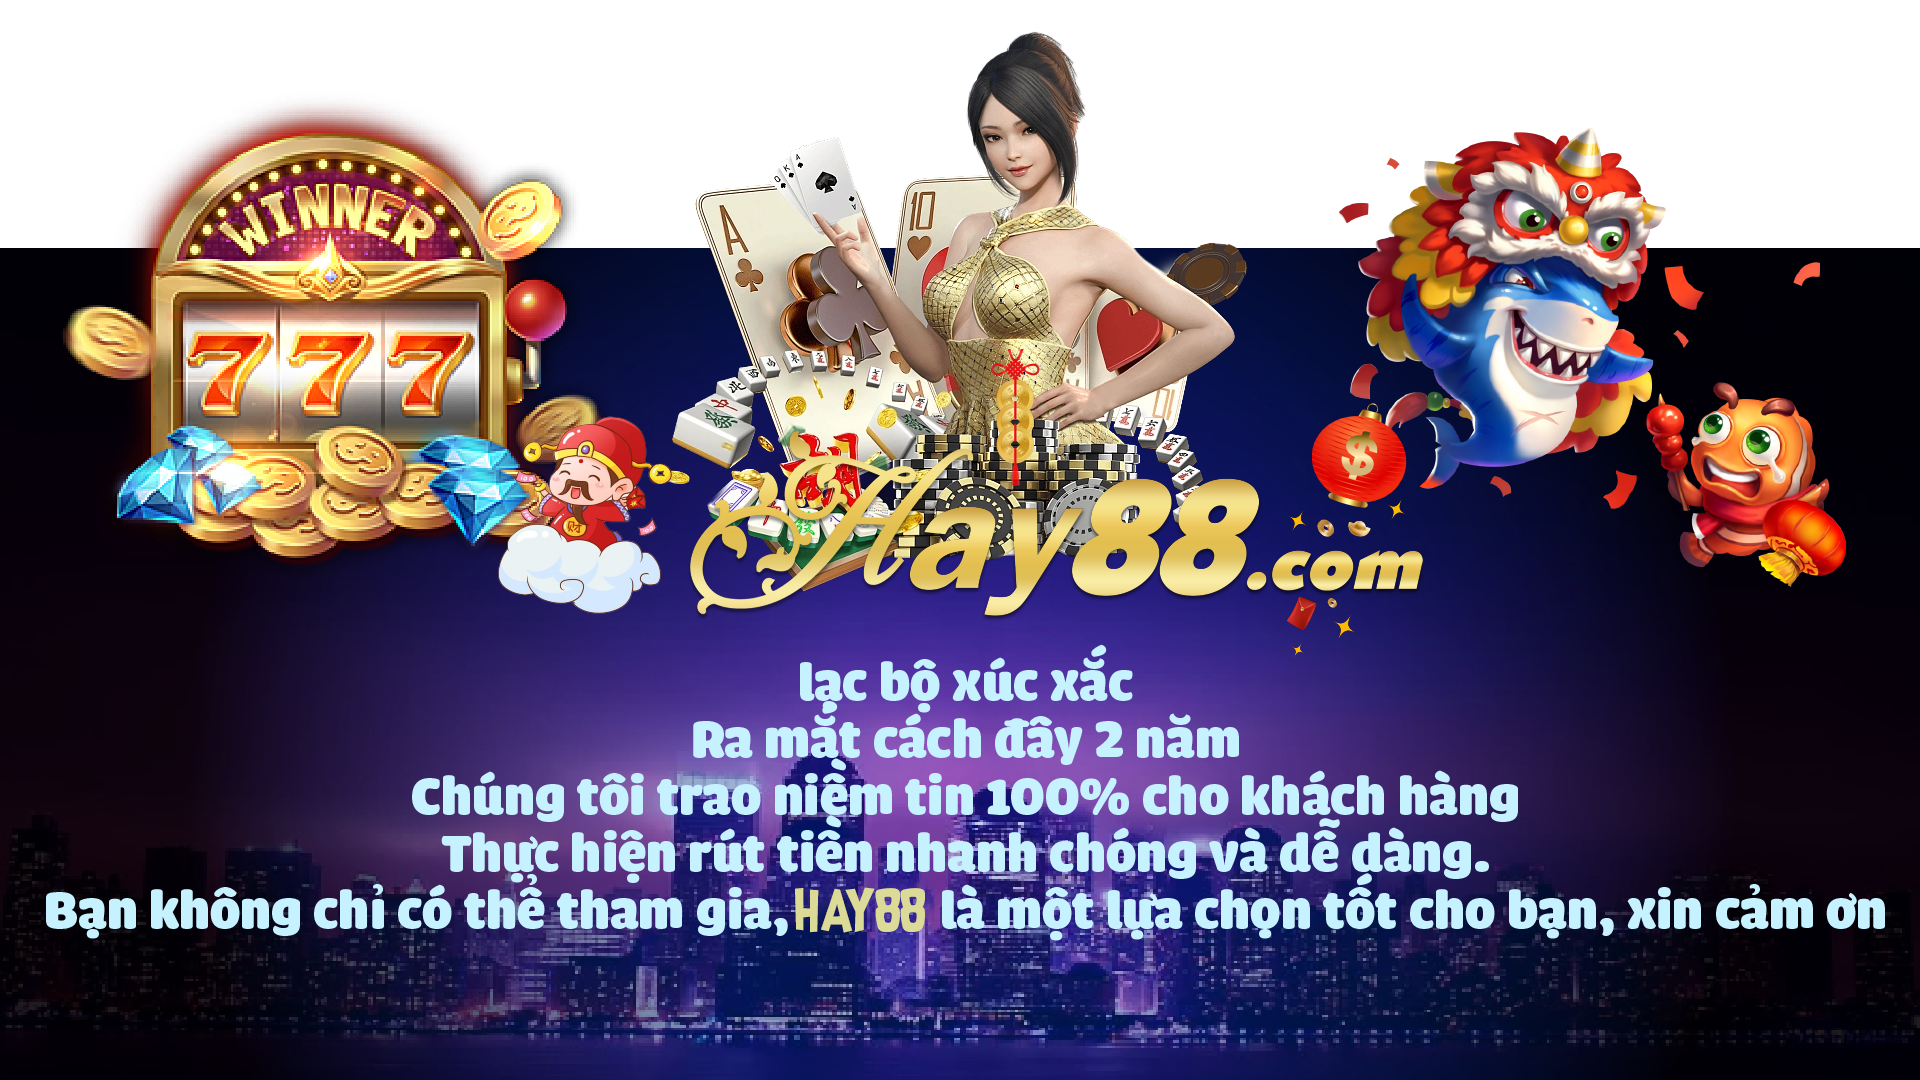 WINNER
777
A
10
Q K A
A
Hay88.com
lạc bộ xúc xắc
Ra mắt cách đây 2 năm
Chúng tôi trao niềm tin 100% cho khách hàng
Thực hiện rút tiền nhanh chóng và dễ dàng.
Bạn không chỉ có thể tham gia, HAY88 là một lựa chọn tốt cho bạn, xin cảm ơn